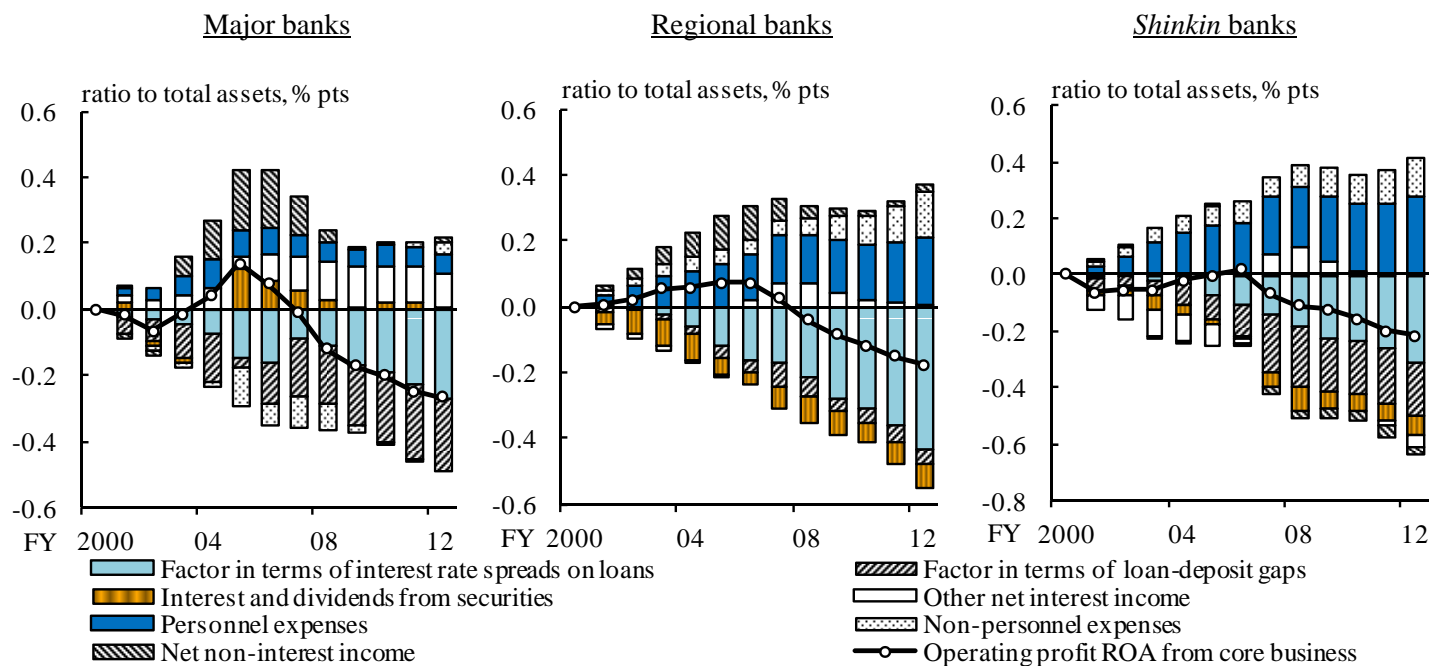 Major banks
Regional banks
Shinkin banks
ratio to total assets, % pts
ratio to total assets, % pts
ratio to total assets, % pts
0.6
0.4
0.2
0.0
-0.2
-0.4
-0.6
FY 2000 04 08 12
0.6
0.4
0.2
0.0
-0.2
-0.4
-0.6
FY 2000 04 08 12
0.6
0.4
0.2
0.0
-0.2
-0.4
-0.6
-0.8
FY 2000 04 08 12
Factor in terms of interest rate spreads on loans
Factor in terms of loan-deposit gaps
Interest and dividends from securities
Other net interest income
Personnel expenses
Non-personnel expenses
Net non-interest income
Operating profit ROA from core business